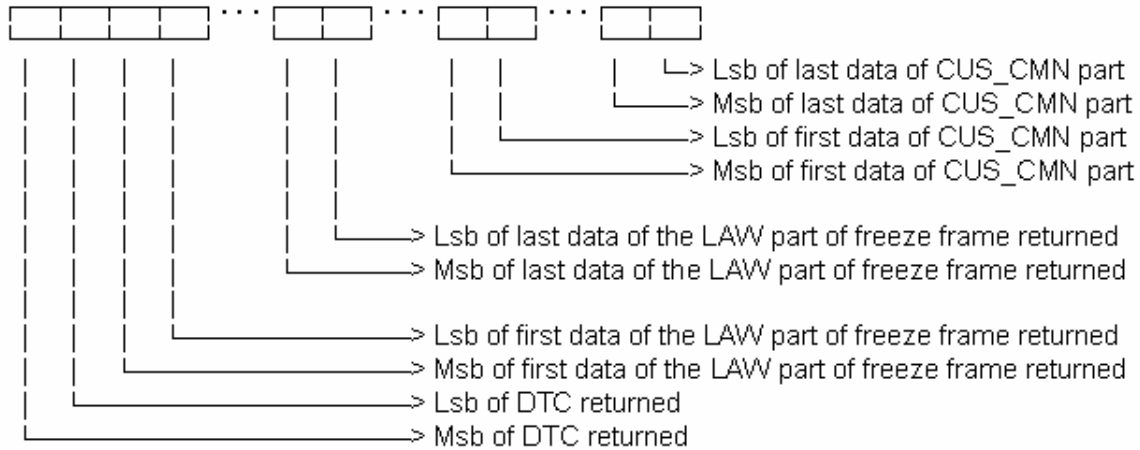 Lsb of last data of CUS_CMN part
Msb of last data of CUS_CMN part
Lsb of first data of CUS_CMN part
Msb of first data of CUS_CMN part
Lsb of last data of the LAW part of freeze frame returned
Msb of last data of the LAW part of freeze frame returned
Lsb of first data of the LAW part of freeze frame returned
Msb of first data of the LAW part of freeze frame returned
Lsb of DTC returned
Msb of DTC returned